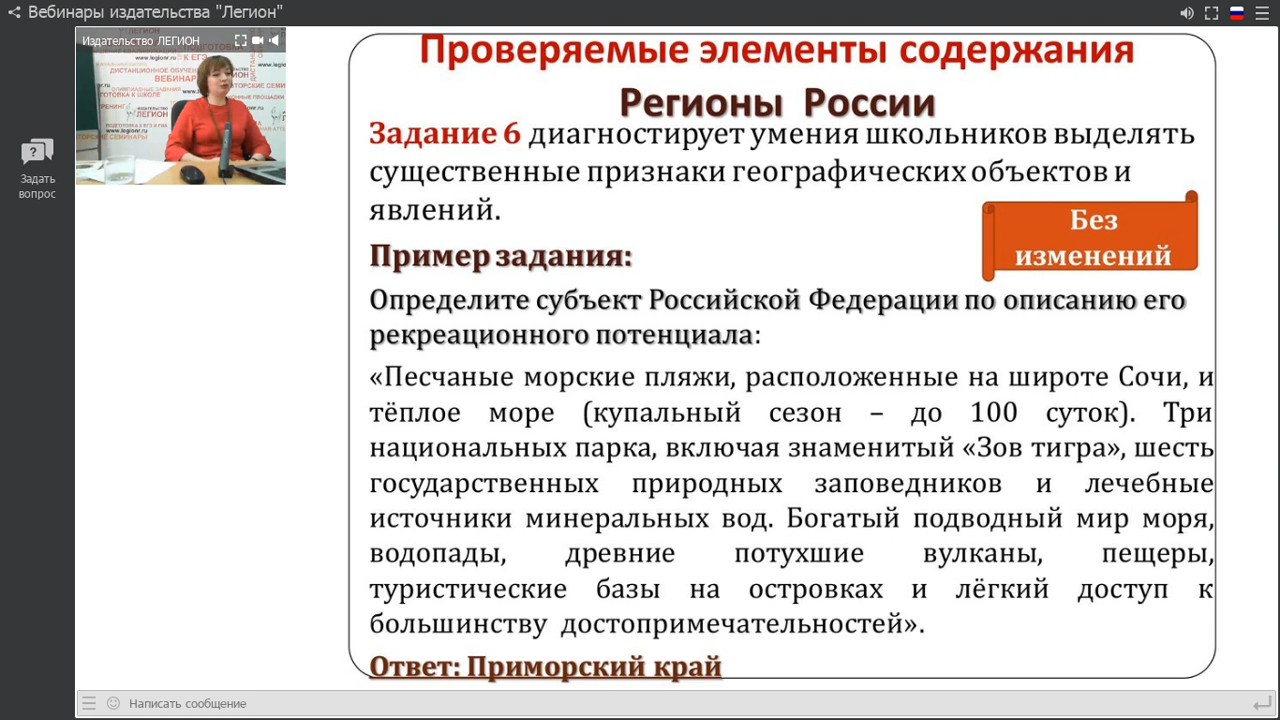 Вебинары издательства "Легион"
Издательство ЛЕГИОН
Задать
вопрос
Проверяемые элементы содержания
Регионы России
Задание 6 диагностирует умения школьников выделять
существенные признаки географических объектов и
явлений.
Без
изменений
Пример задания:
Определите субъект Российской Федерации по описанию его
рекреационного потенциала:
«Песчаные морские пляжи, расположенные на широте Сочи, и
тёплое море (купальный сезон – до 100 суток). Три
национальных парка, включая знаменитый «Зов тигра», шесть
государственных природных заповедников и лечебные
источники минеральных вод. Богатый подводный мир моря,
водопады, древние потухшие вулканы, пещеры,
туристические базы на островках и лёгкий доступ к
большинству достопримечательностей».
Ответ: Приморский край
Написать сообщение